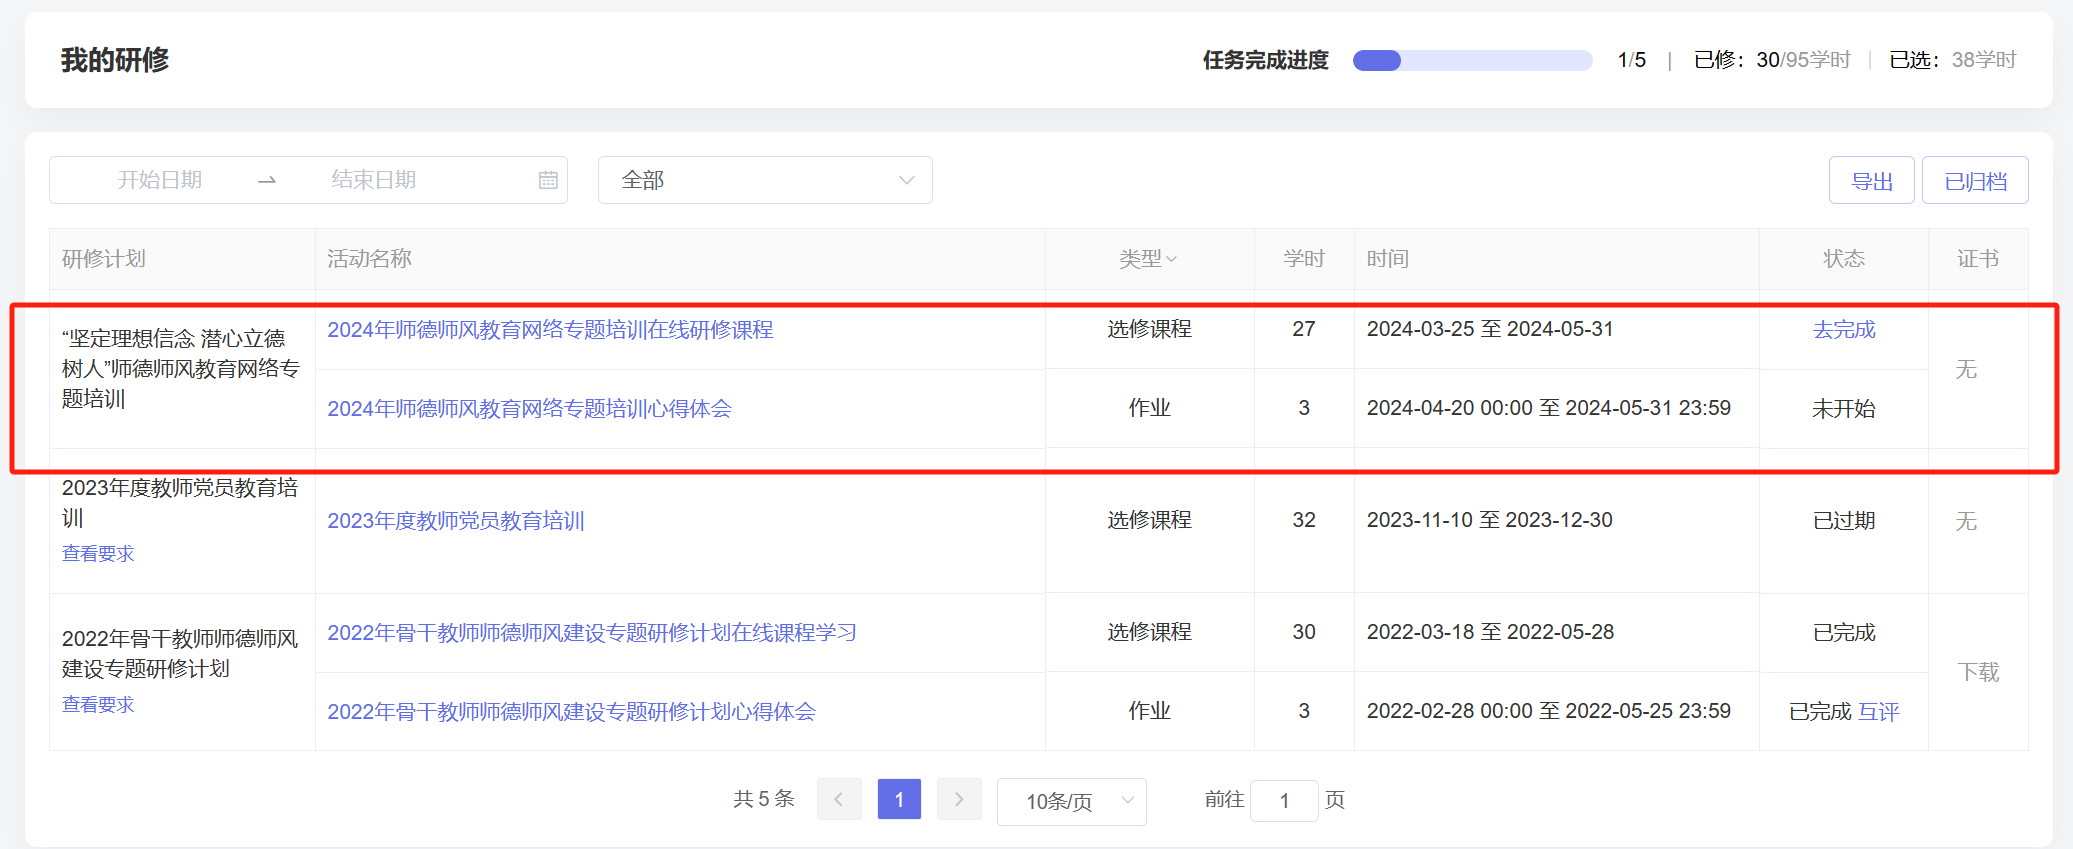 我的研修
任务完成进度 1/5 | 已修：30/95学时 | 已选：38学时
开始日期 → 结束日期 全部 导出 已归档
研修计划 活动名称 类型 学时 时间 状态 证书
“坚定理想信念 潜心立德
树人”师德师风教育网络专
题培训
2024年师德师风教育网络专题培训在线研修课程 选修课程 27 2024-03-25 至 2024-05-31 去完成
2024年师德师风教育网络专题培训心得体会 作业 3 2024-04-20 00:00 至 2024-05-31 23:59 未开始
无
2023年度教师党员教育培
训
查看要求
2023年度教师党员教育培训 选修课程 32 2023-11-10 至 2023-12-30 已过期 无
2022年骨干教师师德师风
建设专题研修计划
查看要求
2022年骨干教师师德师风建设专题研修计划在线课程学习 选修课程 30 2022-03-18 至 2022-05-28 已完成
2022年骨干教师师德师风建设专题研修计划心得体会 作业 3 2022-02-28 00:00 至 2022-05-25 23:59 已完成 互评
下载
共 5 条 < 1 > 10条/页 前往 1 页